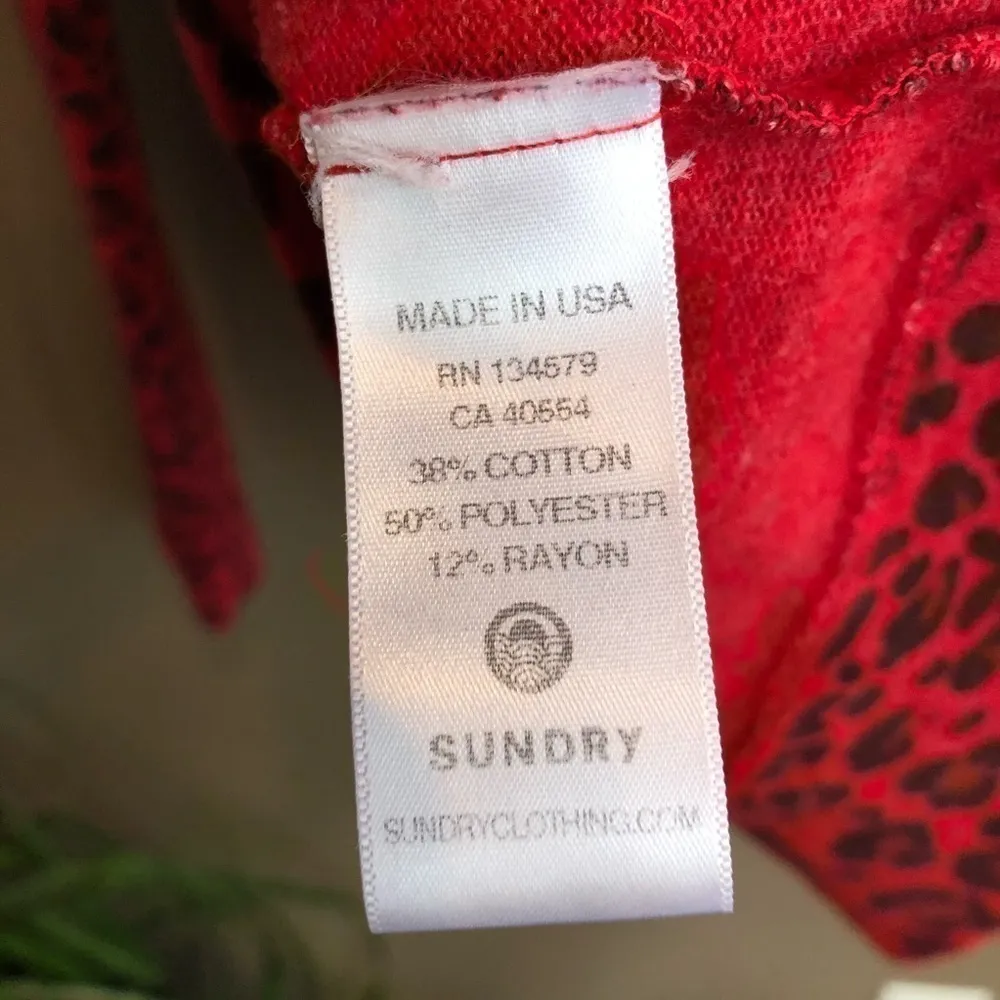 MADE IN USA
RN 134579
CA 40554
38% COTTON
50% POLYESTER
12% RAYON
SUNDRY
SUNDRYCLOTHING.COM